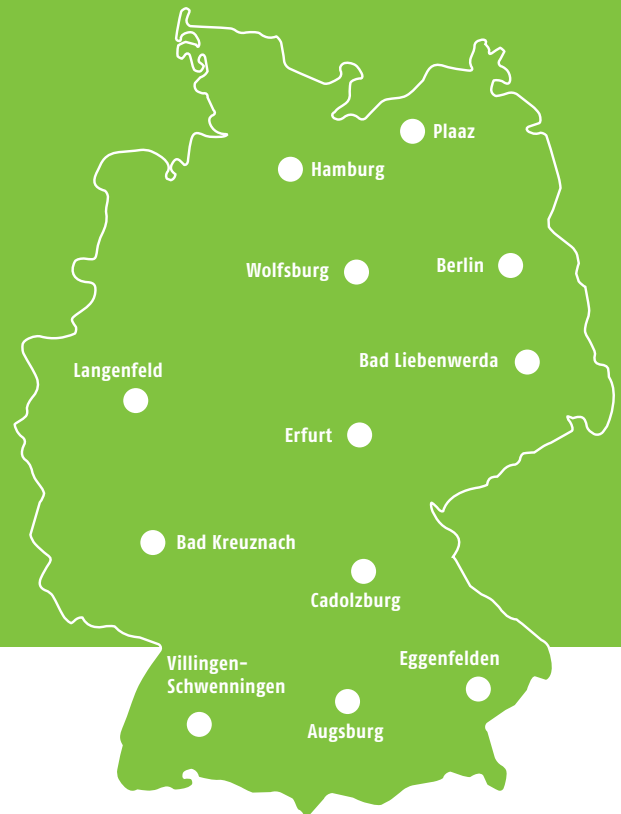 Plaaz
Hamburg
Wolfsburg
Berlin
Bad Liebenwerda
Langenfeld
Erfurt
Bad Kreuznach
Cadolzburg
Eggenfelden
Villingen-
Schwenningen
Augsburg